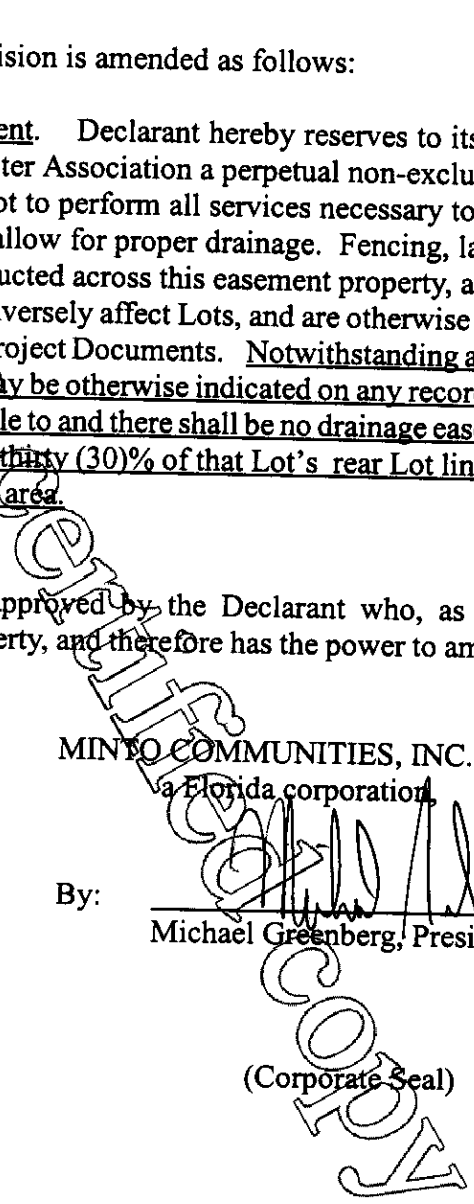 ision is amended as follows:
ent. Declarant hereby reserves to its
ter Association a perpetual non-exclu
ot to perform all services necessary to
allow for proper drainage. Fencing, la
ucted across this easement property, a
versely affect Lots, and are otherwise
roject Documents. Notwithstanding a
ay be otherwise indicated on any recor
le to and there shall be no drainage eas
thirty (30)% of that Lot's rear Lot lin
area.
approved by the Declarant who, as
erty, and therefore has the power to am
MINTO COMMUNITIES, INC.
a Florida corporation
By:
Michael Greenberg, Presi
(Corporate Seal)
certified copy